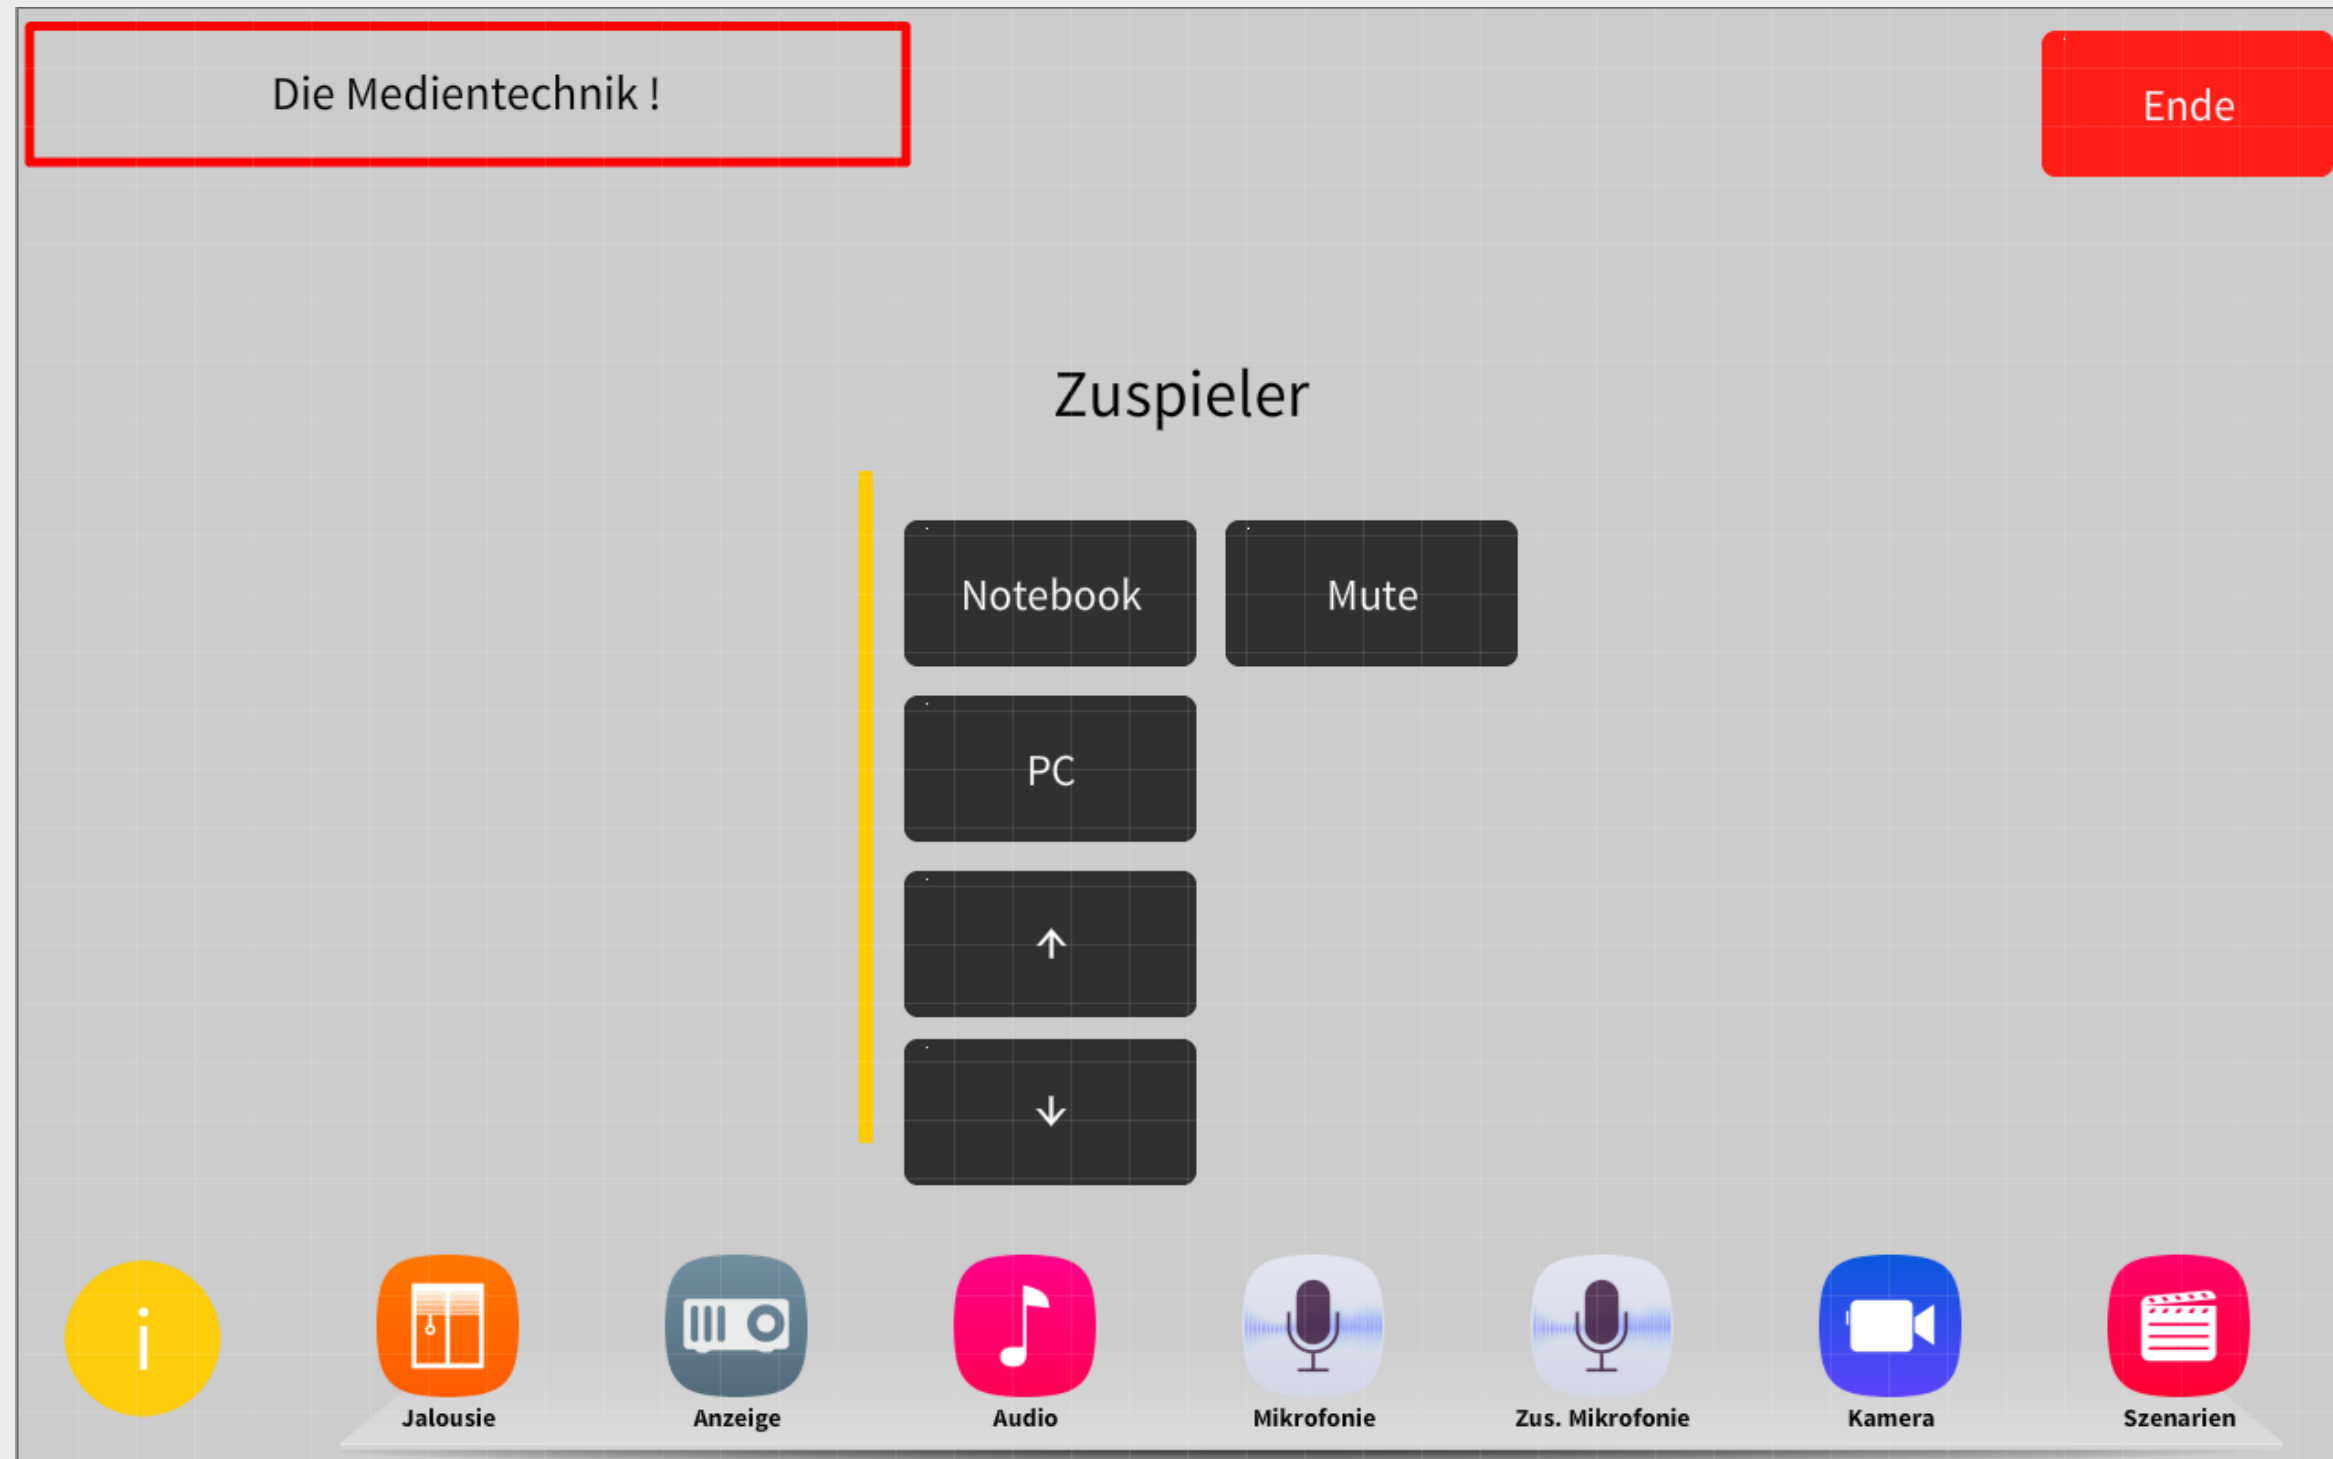 Die Medientechnik !
Ende
Zuspieler
Notebook
Mute
PC
↑
↓
i
Jalousie
Anzeige
Audio
Mikrofonie
Zus. Mikrofonie
Kamera
Szenarien